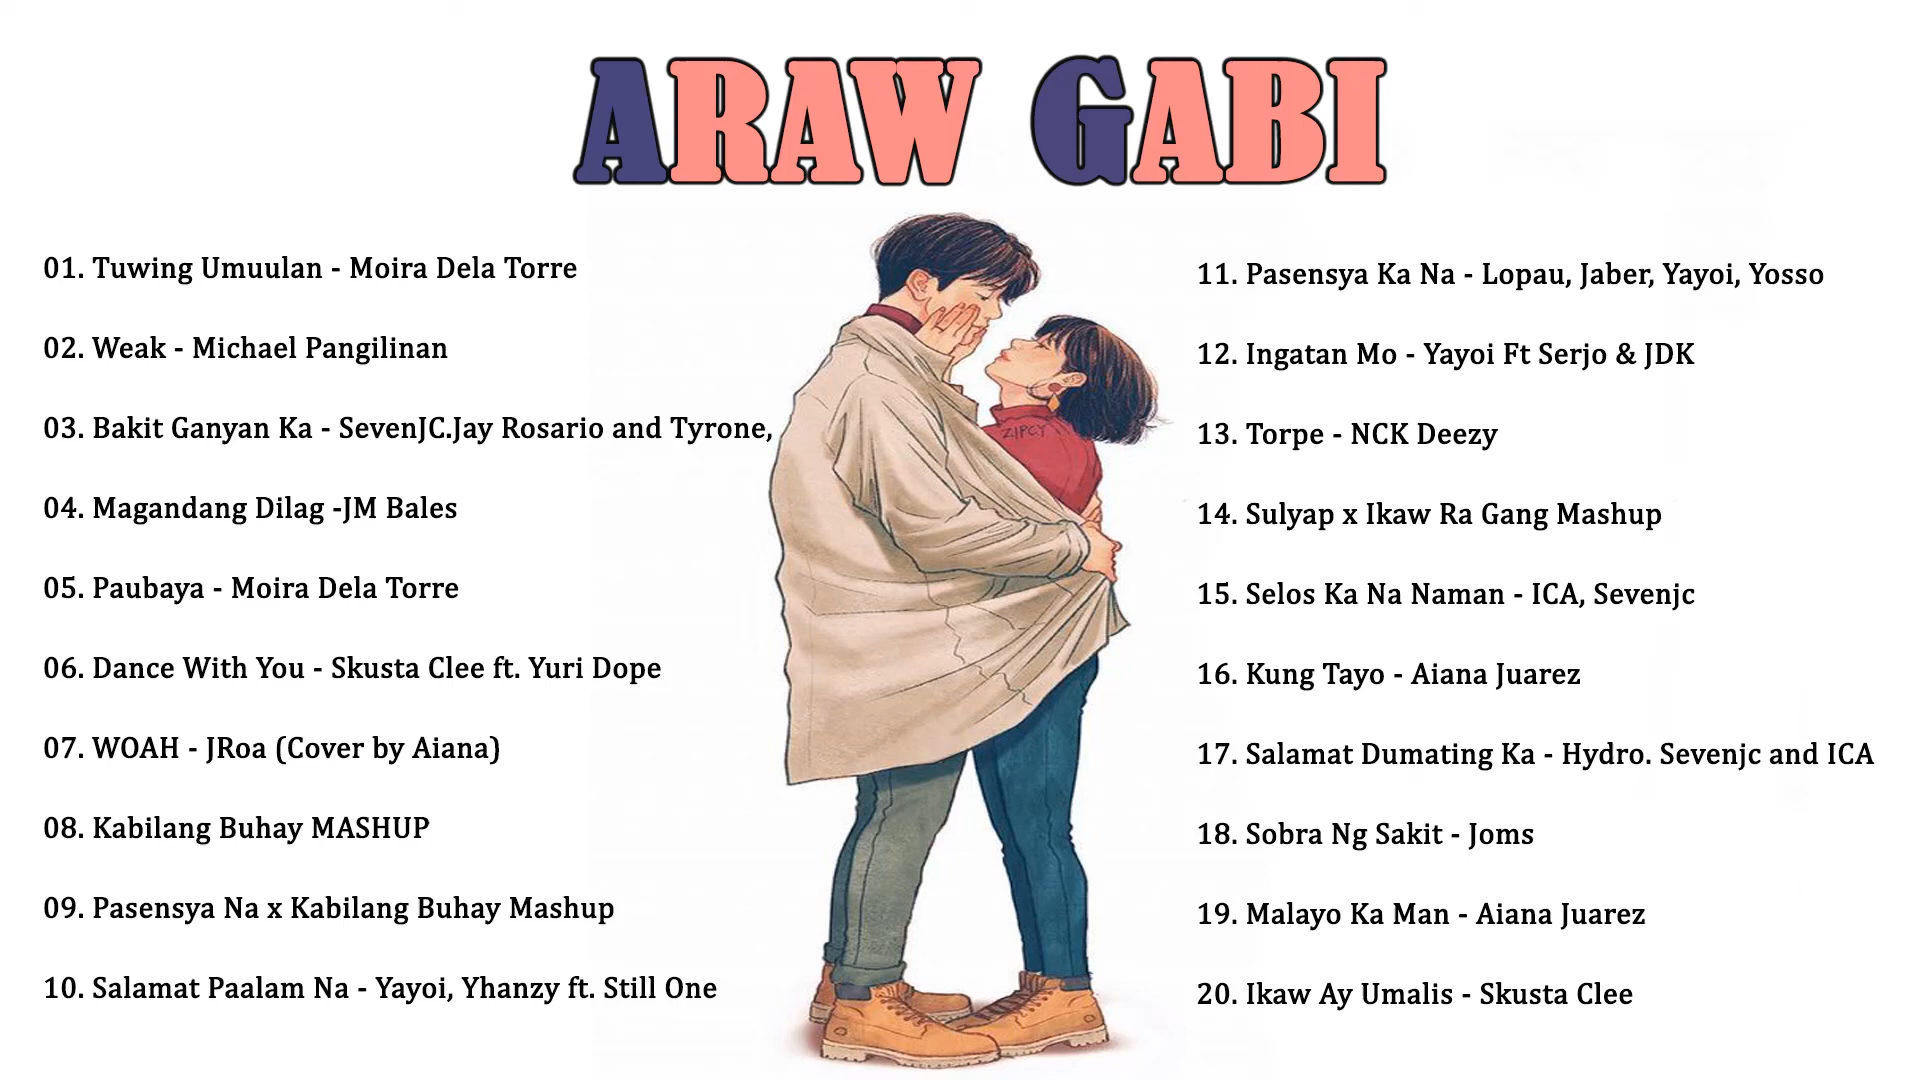 ARAW GABI
01. Tuwing Umuulan - Moira Dela Torre
02. Weak - Michael Pangilinan
03. Bakit Ganyan Ka - SevenJC.Jay Rosario and Tyrone,
04. Magandang Dilag -JM Bales
05. Paubaya - Moira Dela Torre
06. Dance With You - Skusta Clee ft. Yuri Dope
07. WOAH - JRoa (Cover by Aiana)
08. Kabilang Buhay MASHUP
09. Pasensya Na x Kabilang Buhay Mashup
10. Salamat Paalam Na - Yayoi, Yhanzy ft. Still One
ZIPCY
11. Pasensya Ka Na - Lopau, Jaber, Yayoi, Yosso
12. Ingatan Mo - Yayoi Ft Serjo & JDK
13. Torpe - NCK Deezy
14. Sulyap x Ikaw Ra Gang Mashup
15. Selos Ka Na Naman - ICA, Sevenjc
16. Kung Tayo - Aiana Juarez
17. Salamat Dumating Ka - Hydro. Sevenjc and ICA
18. Sobra Ng Sakit - Joms
19. Malayo Ka Man - Aiana Juarez
20. Ikaw Ay Umalis - Skusta Clee